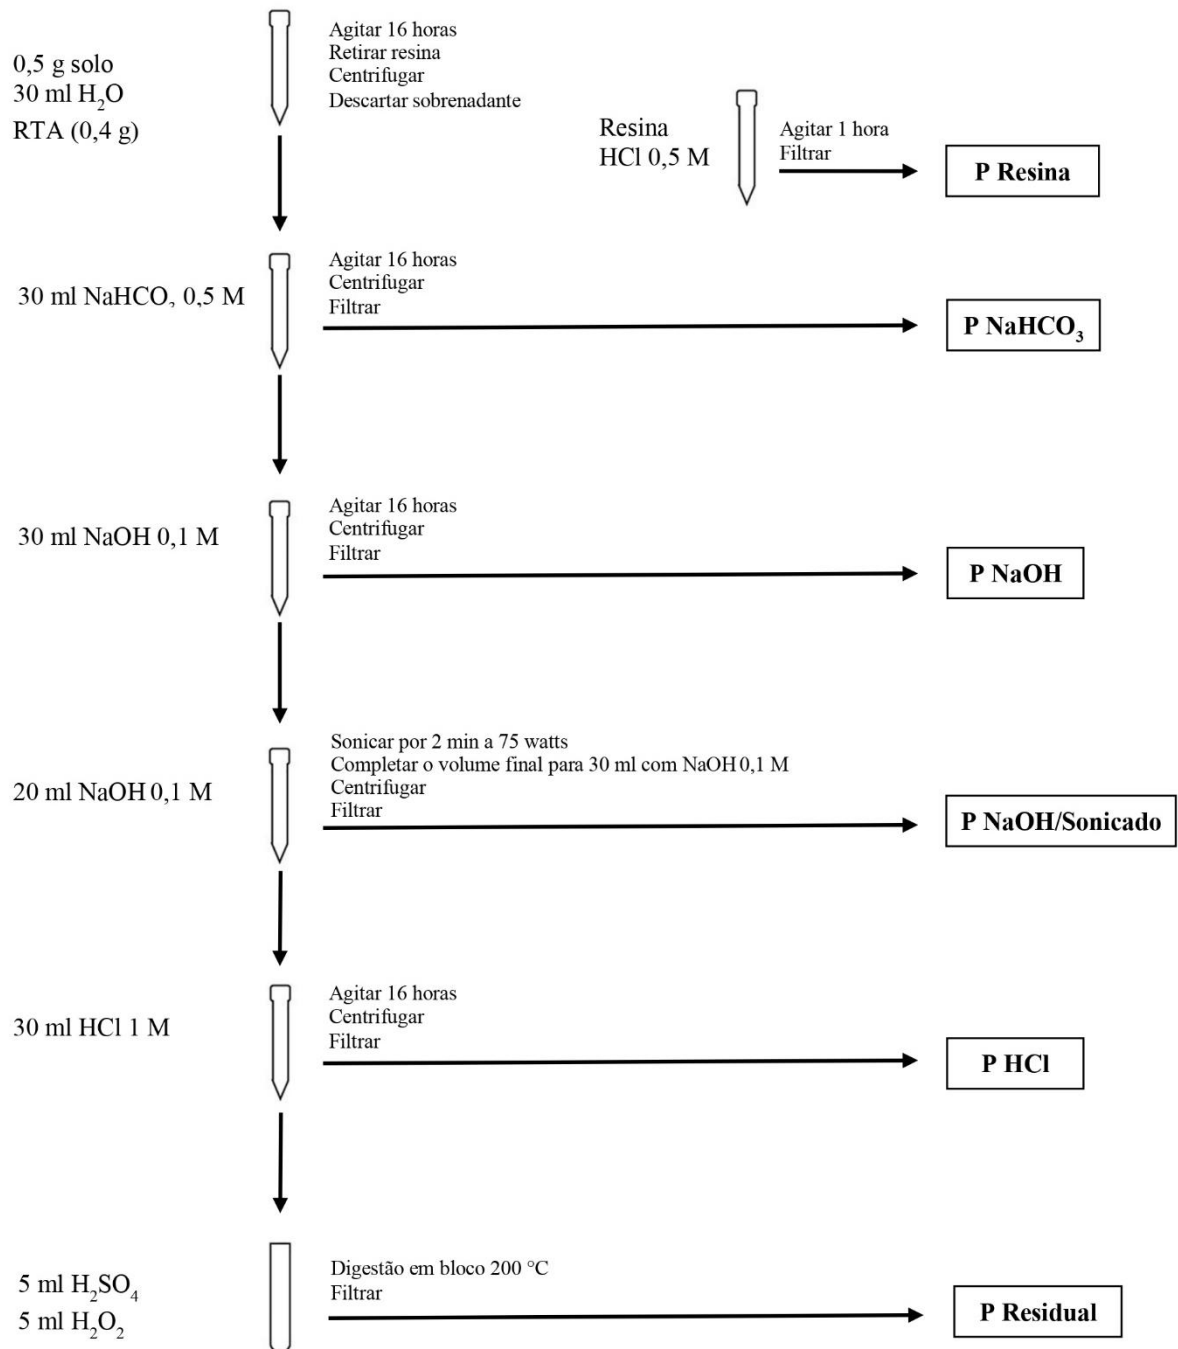 0,5 g solo
30 ml H₂O
RTA (0,4 g)
Agitar 16 horas
Retirar resina
Centrifugar
Descartar sobrenadante
Resina
HCl 0,5 M
Agitar 1 hora
Filtrar
P Resina
30 ml NaHCO₃ 0,5 M
Agitar 16 horas
Centrifugar
Filtrar
P NaHCO₃
30 ml NaOH 0,1 M
Agitar 16 horas
Centrifugar
Filtrar
P NaOH
20 ml NaOH 0,1 M
Sonicar por 2 min a 75 watts
Completar o volume final para 30 ml com NaOH 0,1 M
Centrifugar
Filtrar
P NaOH/Sonicado
30 ml HCl 1 M
Agitar 16 horas
Centrifugar
Filtrar
P HCl
5 ml H₂SO₄
5 ml H₂O₂
Digestão em bloco 200 °C
Filtrar
P Residual